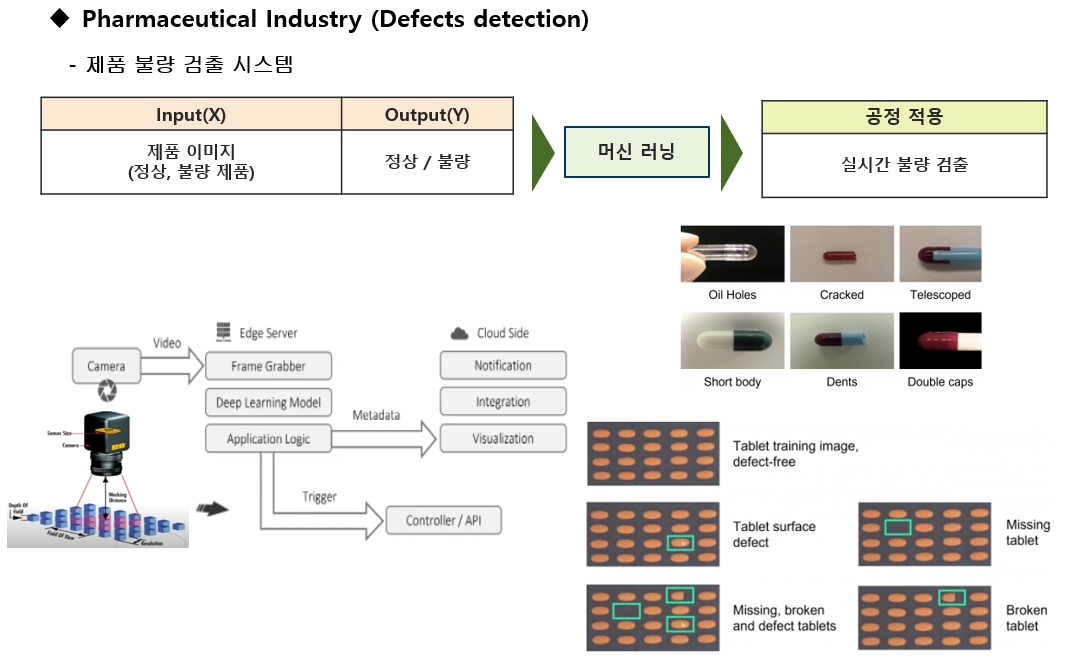 ◆ Pharmaceutical Industry (Defects detection)
- 제품 불량 검출 시스템
Input(X)
Output(Y)
제품 이미지
(정상, 불량 제품)
정상 / 불량
머신 러닝
공정 적용
실시간 불량 검출
Oil Holes
Cracked
Telescoped
Short body
Dents
Double caps
Camera
Video
Edge Server
Frame Grabber
Deep Learning Model
Application Logic
Metadata
Cloud Side
Notification
Integration
Visualization
Trigger
Controller / API
Sensor Size
Camera
Working
Distance
Depth Of
Field
Field Of View
Resolution
Tablet training image,
defect-free
Tablet surface
defect
Missing
tablet
Missing, broken
and defect tablets
Broken
tablet